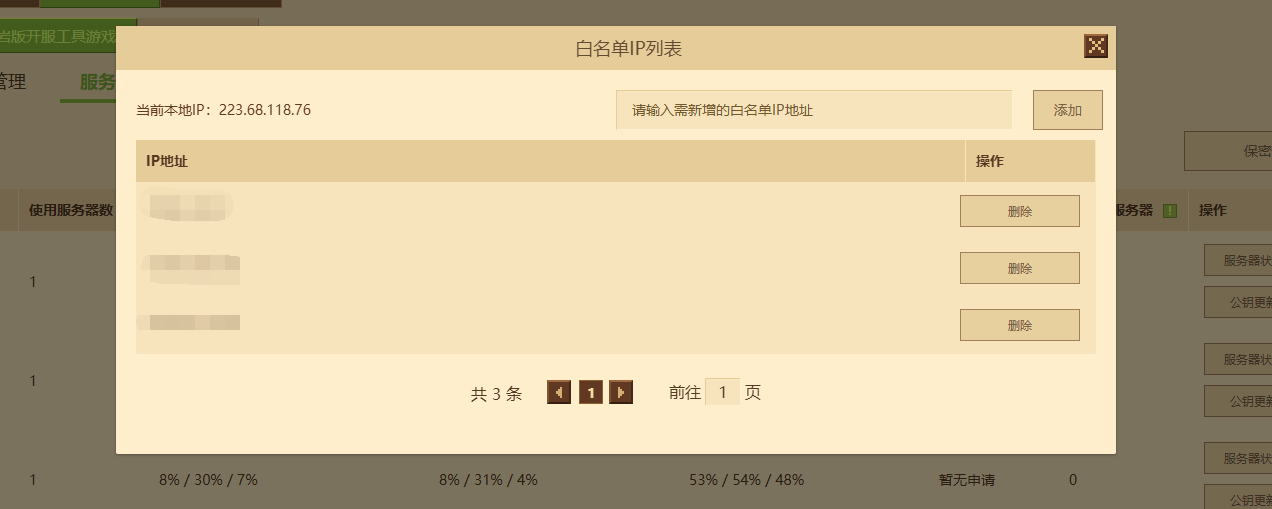 岩版开服工具游戏
白名单IP列表
管理
服务
当前本地IP：223.68.118.76
请输入需新增的白名单IP地址
添加
保密
IP地址
操作
使用服务器数
服务器 !
操作
删除
服务器状
1
删除
公钥更新
删除
服务器状
1
公钥更新
共 3 条
1
前往 1 页
服务器状
1
8% / 30% / 7%
8% / 31% / 4%
53% / 54% / 48%
暂无申请
0
公钥更新